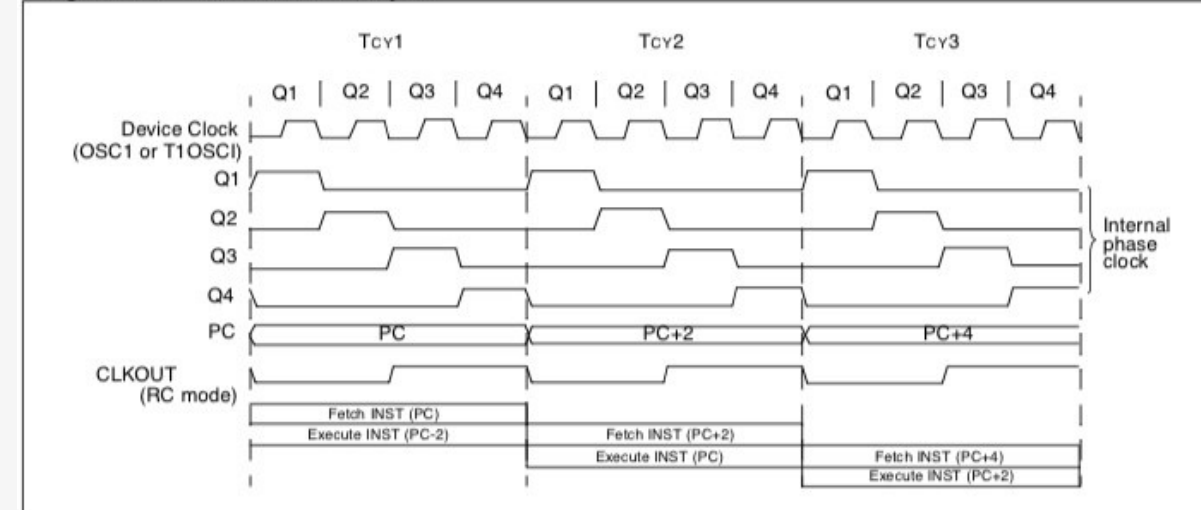 TCY1 TCY2 TCY3
Q1 Q2 Q3 Q4 Q1 Q2 Q3 Q4 Q1 Q2 Q3 Q4
Device Clock
(OSC1 or T1OSCI)
Q1
Q2
Q3
Q4
Internal
phase
clock
PC PC PC+2 PC+4
CLKOUT
(RC mode)
Fetch INST (PC)
Execute INST (PC-2) Fetch INST (PC+2)
Execute INST (PC) Fetch INST (PC+4)
Execute INST (PC+2)